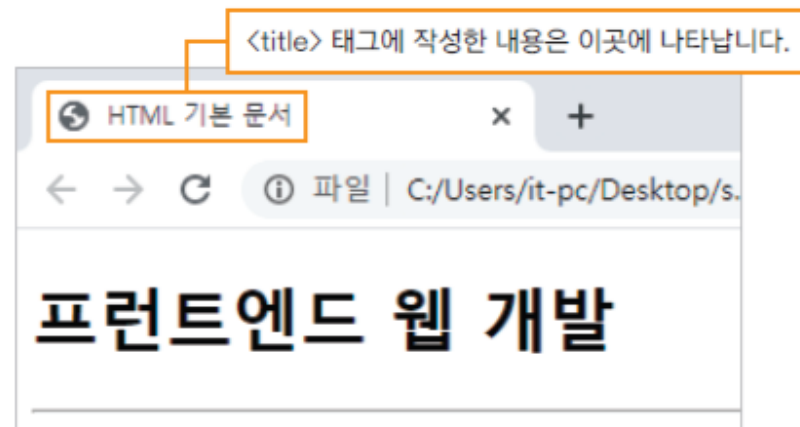 <title> 태그에 작성한 내용은 이곳에 나타납니다.
HTML 기본 문서
파일 | C:/Users/it-pc/Desktop/s.
프런트엔드 웹 개발